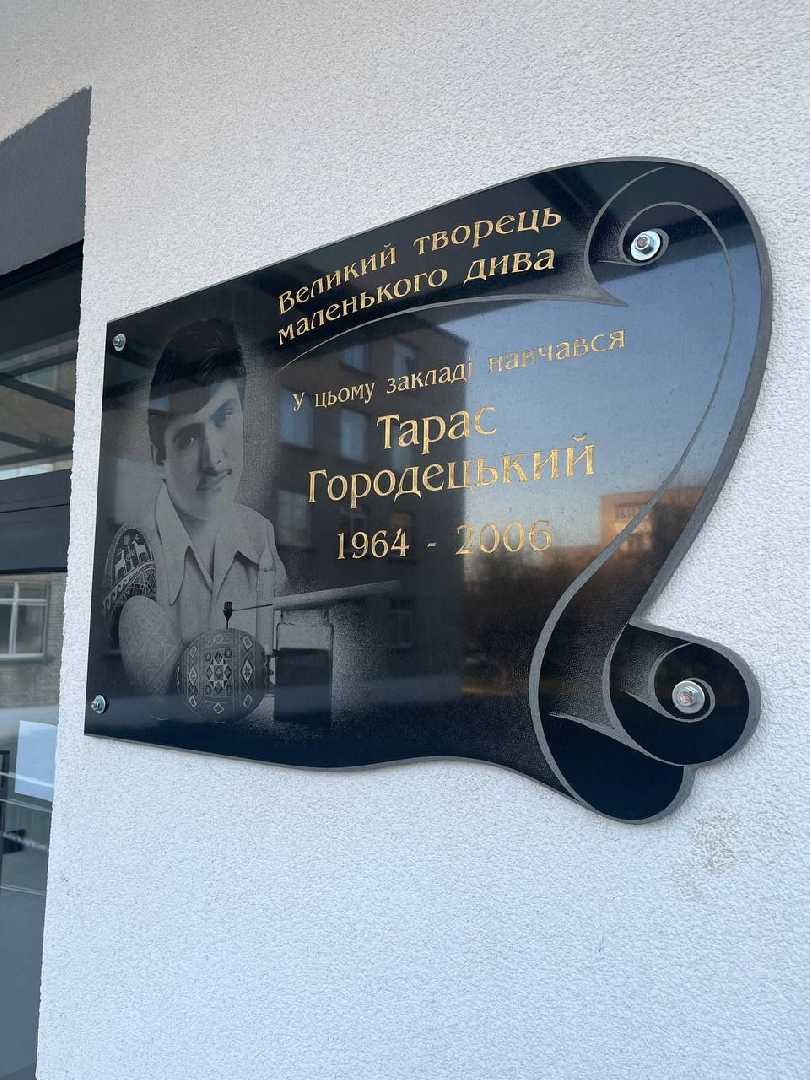 Великий творець
маленького дива
У цьому закладі навчався
Тарас
Городецький
1964 - 2006